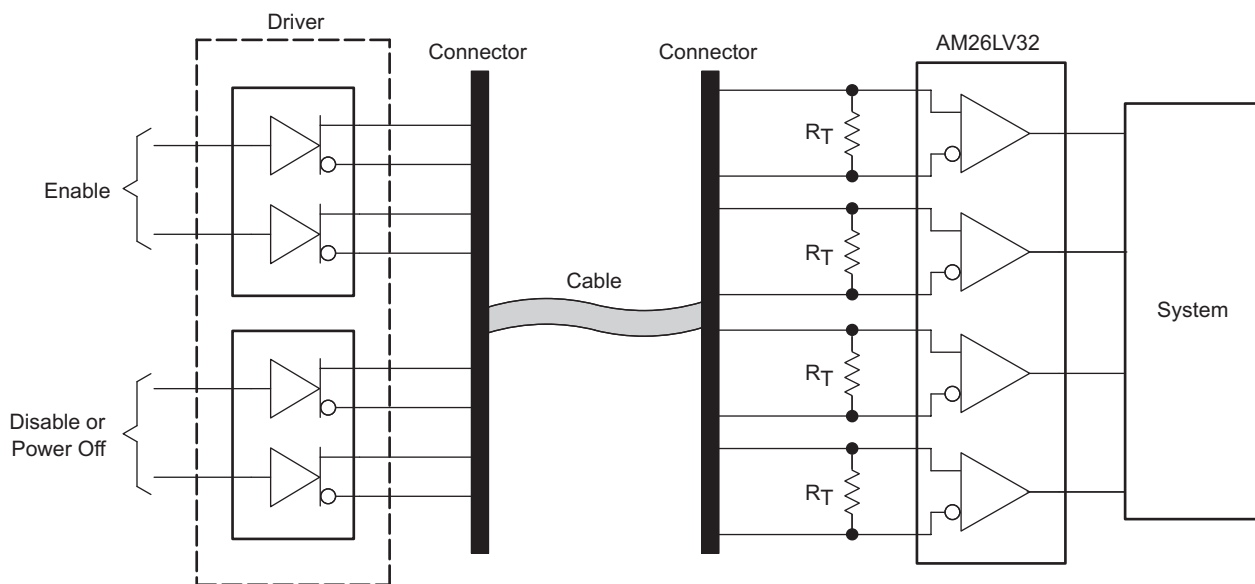 Driver
Connector
Connector
AM26LV32
Enable
Disable or
Power Off
Cable
RT
RT
RT
RT
System